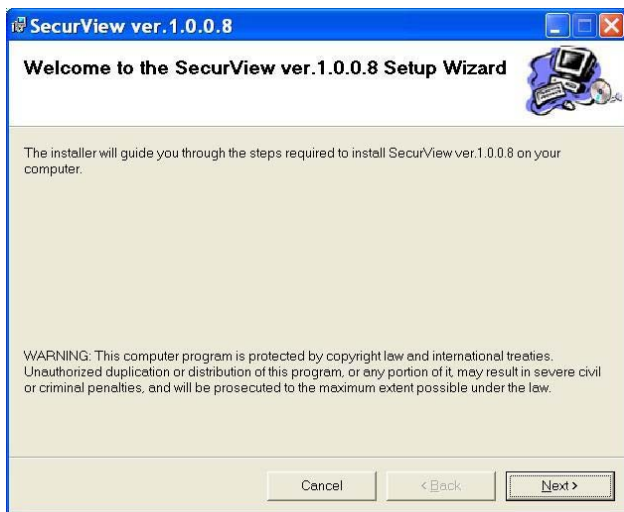 SecurView ver.1.0.0.8
Welcome to the SecurView ver.1.0.0.8 Setup Wizard
The installer will guide you through the steps required to install SecurView ver.1.0.0.8 on your
computer.
WARNING: This computer program is protected by copyright law and international treaties.
Unauthorized duplication or distribution of this program, or any portion of it, may result in severe civil
or criminal penalties, and will be prosecuted to the maximum extent possible under the law.
Cancel
< Back
Next >